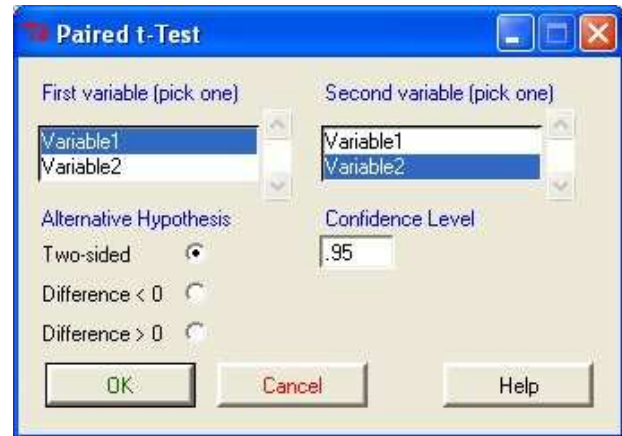 Paired t-Test
First variable (pick one)
Second variable (pick one)
Variable1
Variable2
Variable1
Variable2
Alternative Hypothesis
Confidence Level
Two-sided
.95
Difference < 0
Difference > 0
OK
Cancel
Help